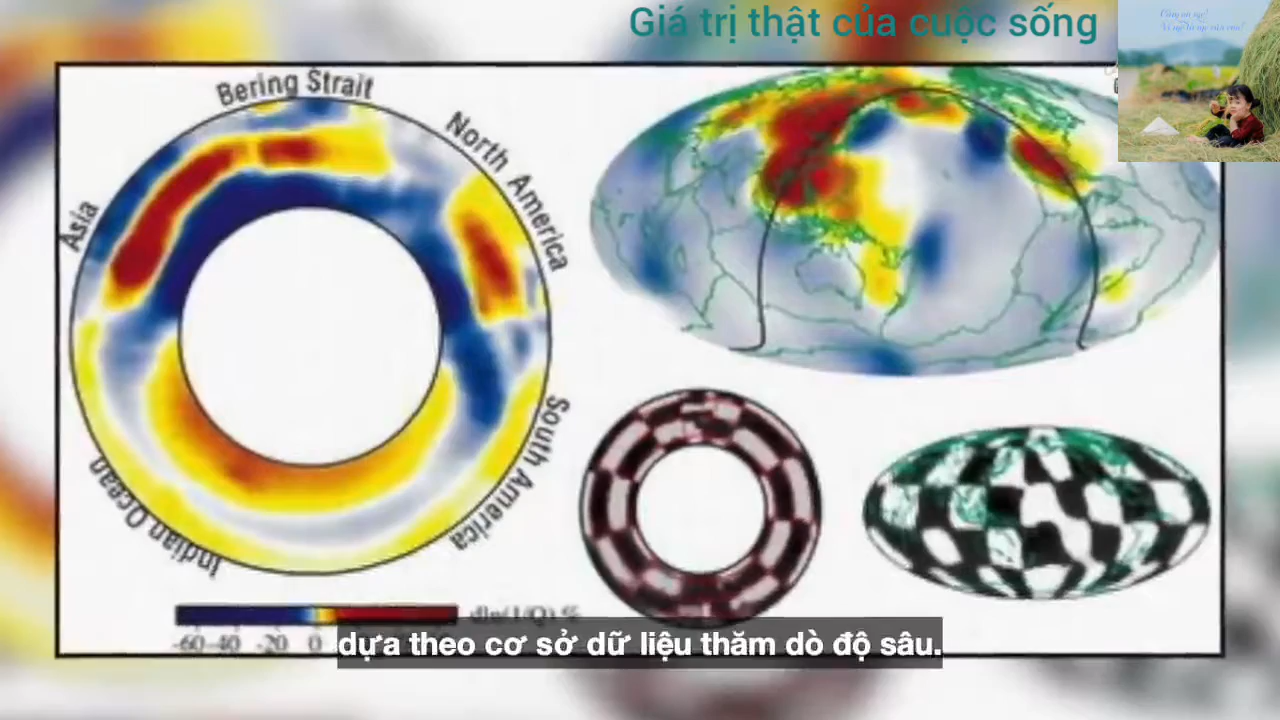 Giá trị thật của cuộc sống
Bering Strait
North America
Asia
South America
Indian Ocean
-60 -40 -20 0
dựa theo cơ sở dữ liệu thăm dò độ sâu.